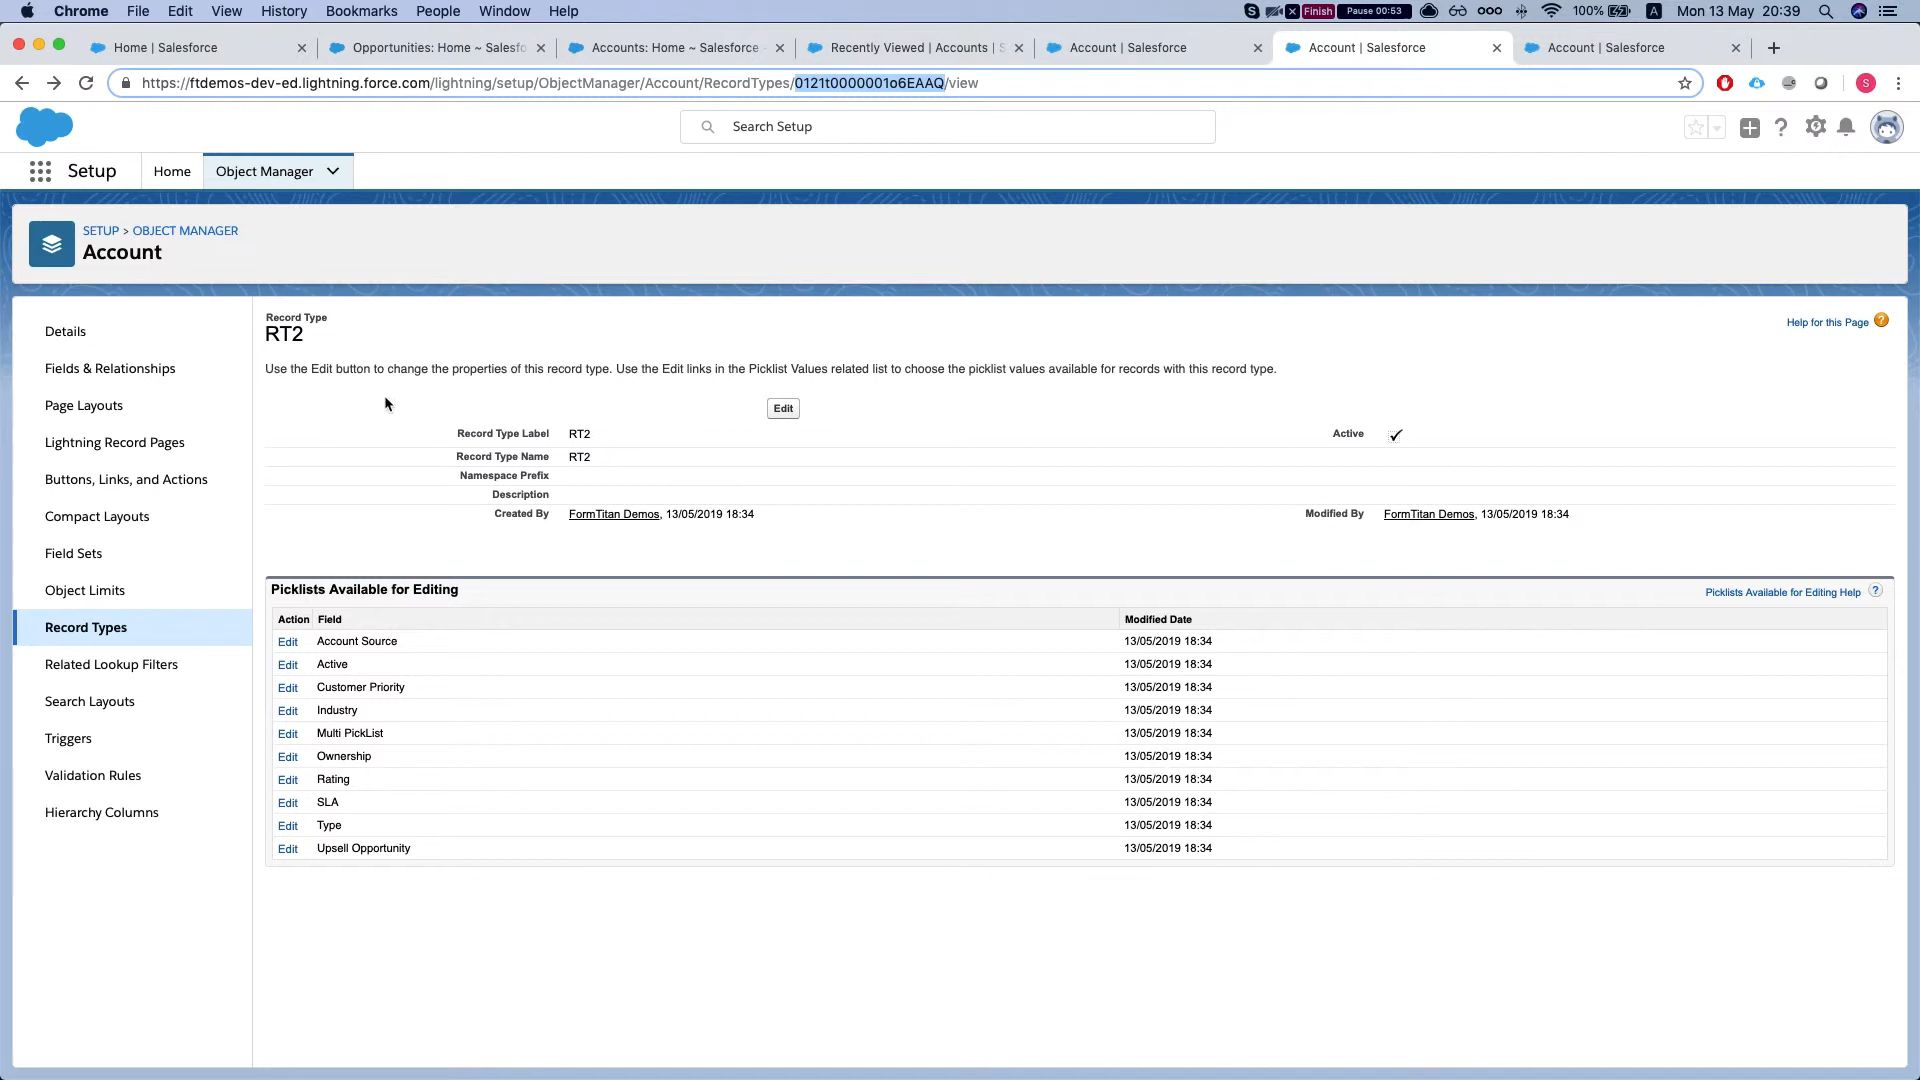 Chrome File Edit View History Bookmarks People Window Help Finish Pause 00:53 100% A Mon 13 May 20:39
Home | Salesforce Opportunities: Home ~ Salesfo Accounts: Home ~ Salesforce Recently Viewed | Accounts | S Account | Salesforce Account | Salesforce Account | Salesforce
https://ftdemos-dev-ed.lightning.force.com/lightning/setup/ObjectManager/Account/RecordTypes/0121t0000001o6EAAQ/view S
Search Setup
Setup Home Object Manager
SETUP > OBJECT MANAGER
Account
Details
Fields & Relationships
Page Layouts
Lightning Record Pages
Buttons, Links, and Actions
Compact Layouts
Field Sets
Object Limits
Record Types
Related Lookup Filters
Search Layouts
Triggers
Validation Rules
Hierarchy Columns
Record Type
RT2
Help for this Page ?
Use the Edit button to change the properties of this record type. Use the Edit links in the Picklist Values related list to choose the picklist values available for records with this record type.
Edit
Record Type Label RT2 Active
Record Type Name RT2
Namespace Prefix
Description
Created By FormTitan Demos, 13/05/2019 18:34 Modified By FormTitan Demos, 13/05/2019 18:34
Picklists Available for Editing Picklists Available for Editing Help ?
Action Field Modified Date
Edit Account Source 13/05/2019 18:34
Edit Active 13/05/2019 18:34
Edit Customer Priority 13/05/2019 18:34
Edit Industry 13/05/2019 18:34
Edit Multi PickList 13/05/2019 18:34
Edit Ownership 13/05/2019 18:34
Edit Rating 13/05/2019 18:34
Edit SLA 13/05/2019 18:34
Edit Type 13/05/2019 18:34
Edit Upsell Opportunity 13/05/2019 18:34